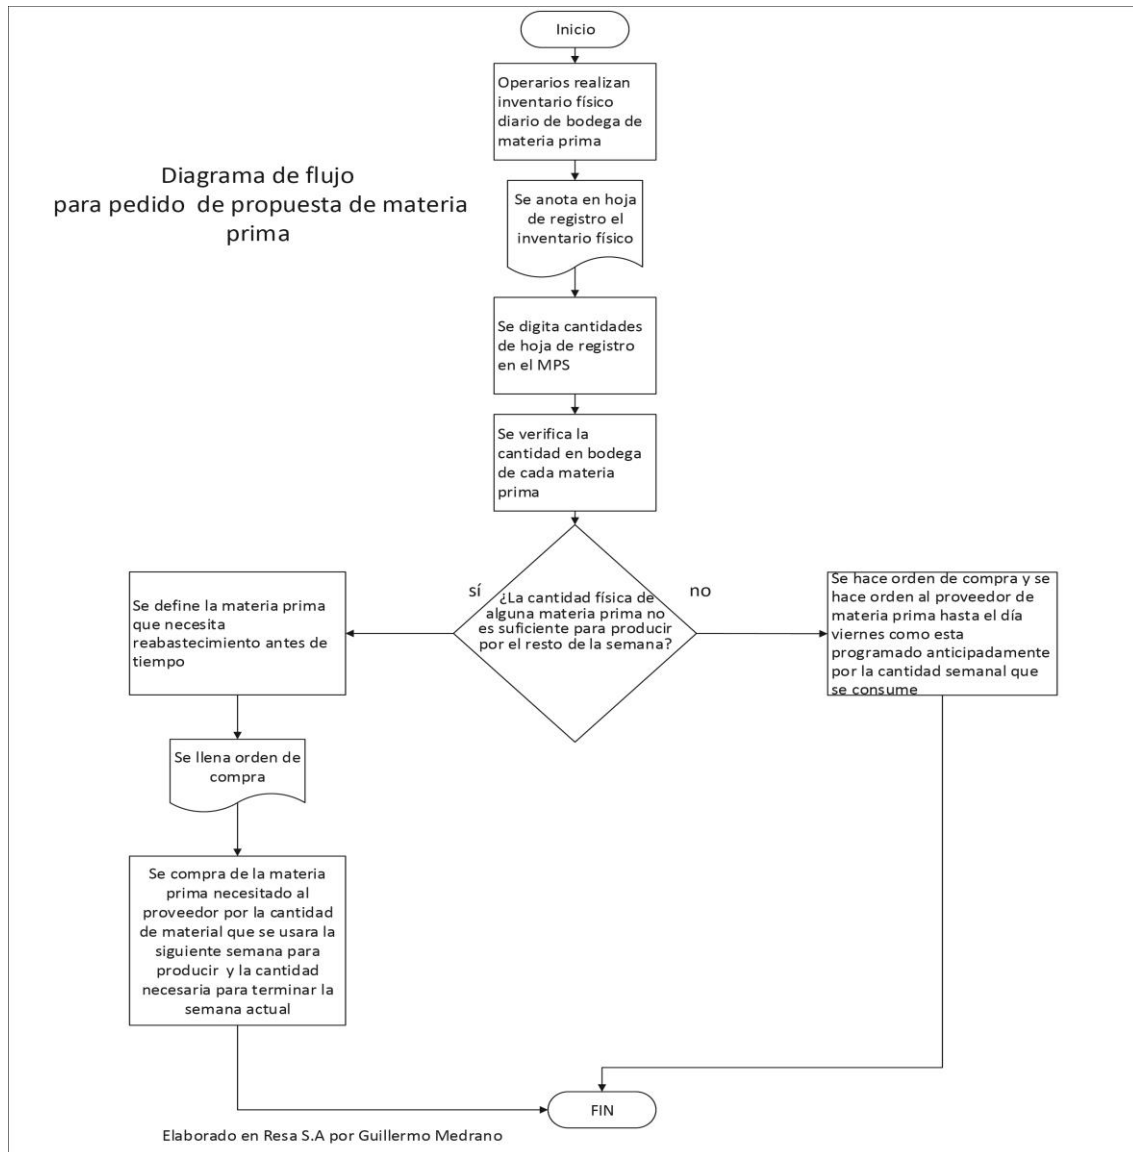 Inicio
Operarios realizan
inventario físico
diario de bodega de
materia prima
Diagrama de flujo
para pedido de propuesta de materia
prima
Se anota en hoja
de registro el
inventario físico
Se digita cantidades
de hoja de registro
en el MPS
Se verifica la
cantidad en bodega
de cada materia
prima
¿La cantidad física de
alguna materia prima no
es suficiente para producir
por el resto de la semana?
sí
no
Se define la materia prima
que necesita
reabastecimiento antes de
tiempo
Se hace orden de compra y se
hace orden al proveedor de
materia prima hasta el día
viernes como esta
programado anticipadamente
por la cantidad semanal que
se consume
Se llena orden de
compra
Se compra de la materia
prima necesitado al
proveedor por la cantidad
de material que se usara la
siguiente semana para
producir y la cantidad
necesaria para terminar la
semana actual
FIN
Elaborado en Resa S.A por Guillermo Medrano